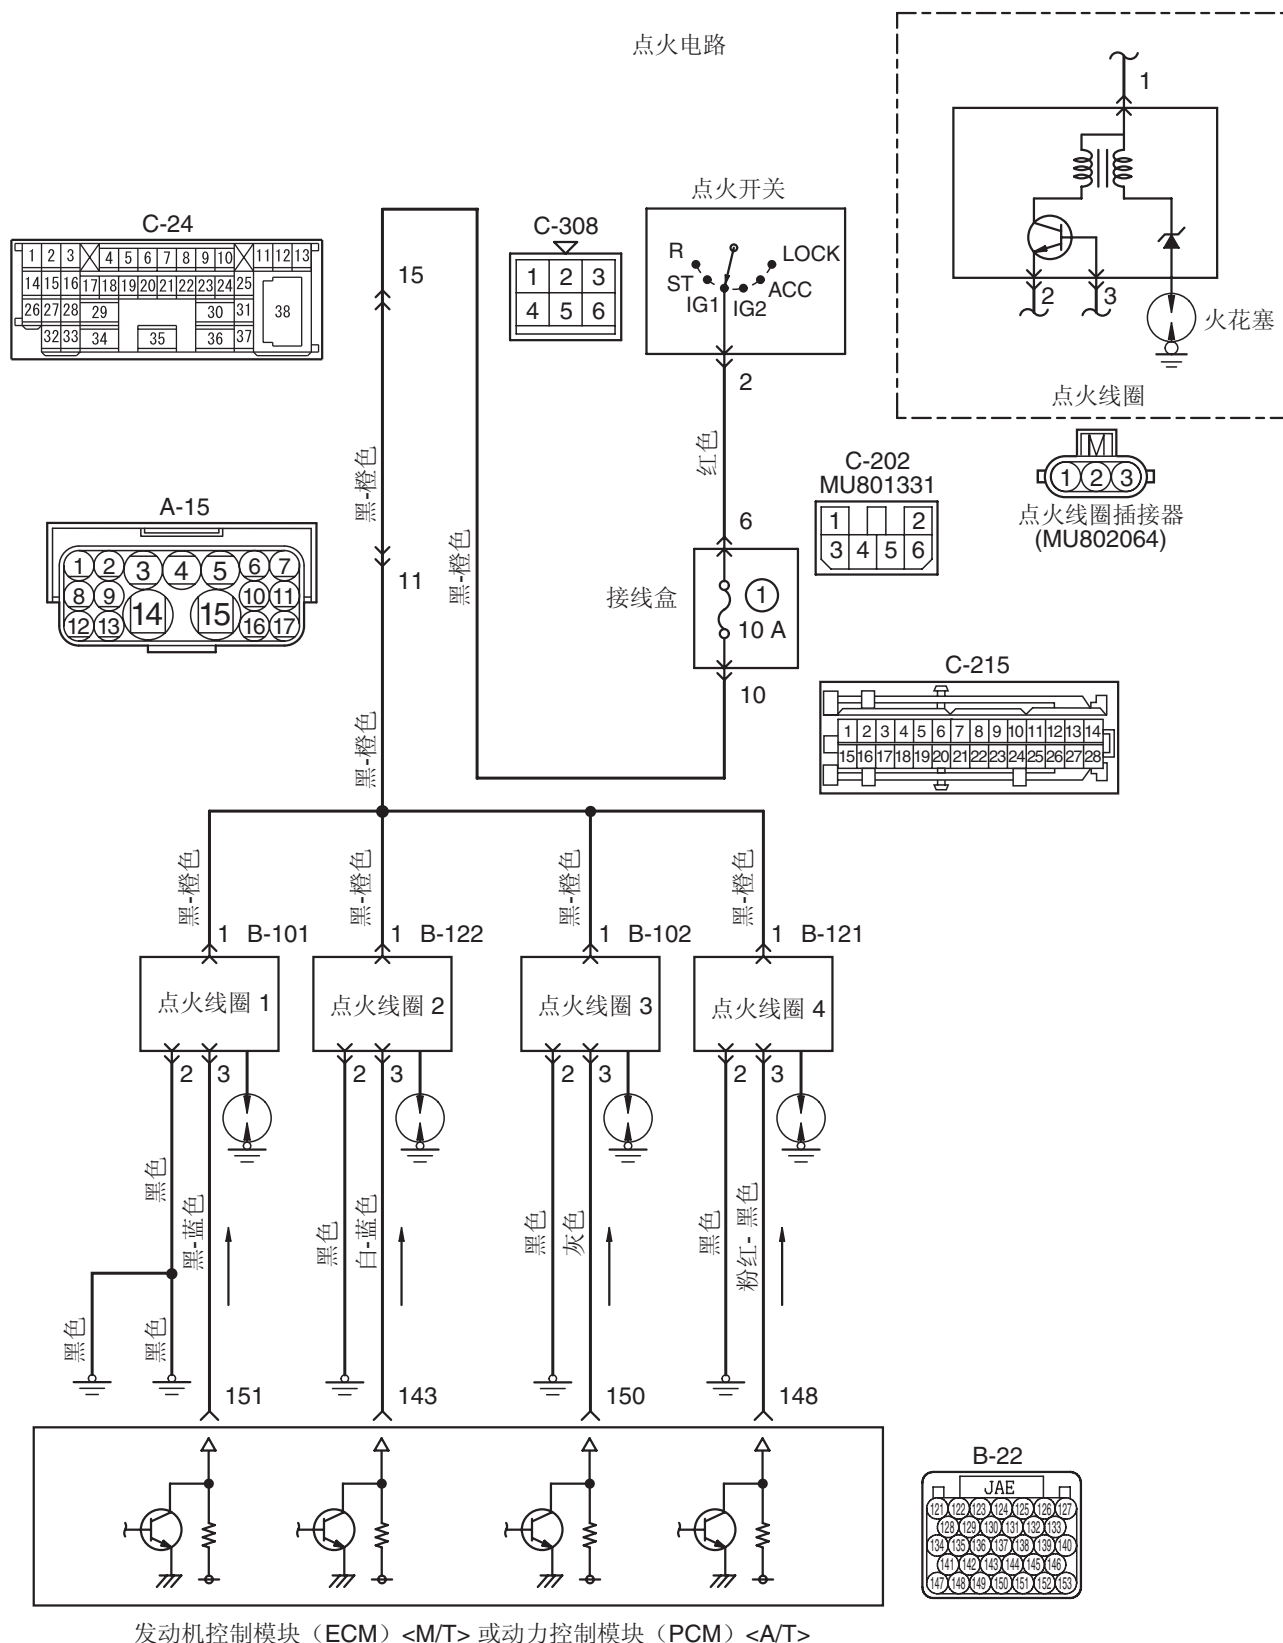 点火电路
1
2
3
火花塞
点火线圈
点火开关
R
ST
IG1
IG2
ACC
LOCK
2
C-24
1 2 3 4 5 6 7 8 9 10 11 12 13
14 15 16 17 18 19 20 21 22 23 24 25
26 27 28 29 30 31 38
32 33 34 35 36 37
C-308
1 2 3
4 5 6
15
黑-橙色
11
黑-橙色
红色
C-202
MU801331
1 2
3 4 5 6
M
1 2 3
点火线圈插接器
(MU802064)
A-15
1 2 3 4 5 6 7
8 9 10 11
14 15
12 13 16 17
6
接线盒
1
10 A
10
C-215
1 2 3 4 5 6 7 8 9 10 11 12 13 14
15 16 17 18 19 20 21 22 23 24 25 26 27 28
黑-橙色
黑-橙色 黑-橙色 黑-橙色 黑-橙色
1 B-101 1 B-122 1 B-102 1 B-121
点火线圈 1 点火线圈 2 点火线圈 3 点火线圈 4
2 3 2 3 2 3 2 3
黑色 黑-蓝色 黑色 白-蓝色 黑色 灰色 黑色 粉红- 黑色
黑色 黑色
151 143 150 148
B-22
JAE
121 122 123 124 125 126 127
128 129 130 131 132 133
134 135 136 137 138 139 140
141 142 143 144 145 146
147 148 149 150 151 152 153
发动机控制模块（ECM）<M/T> 或动力控制模块（PCM）<A/T>